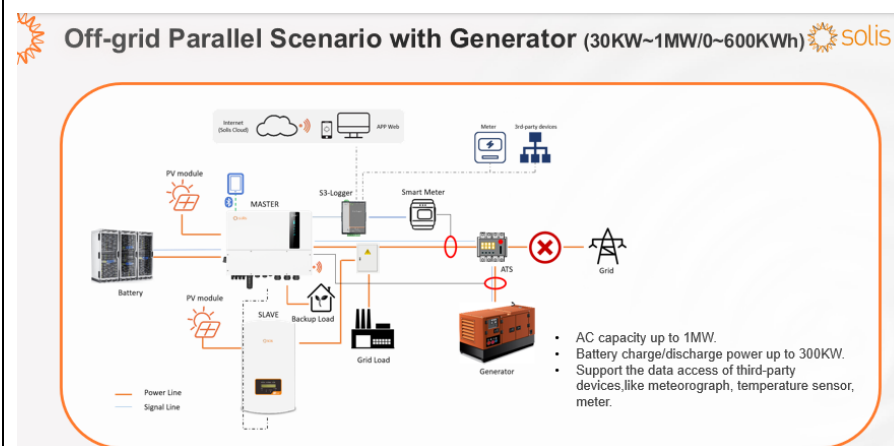 Off-grid Parallel Scenario with Generator (30KW~1MW/0~600KWh)
solis
Internet
(Solis Cloud)
APP Web
Meter
3rd-party devices
PV module
MASTER
S3-Logger
Smart Meter
ATS
Grid
Battery
PV module
SLAVE
Backup Load
Grid Load
Generator
Power Line
Signal Line
• AC capacity up to 1MW.
• Battery charge/discharge power up to 300KW.
• Support the data access of third-party
devices,like meteorograph, temperature sensor,
meter.